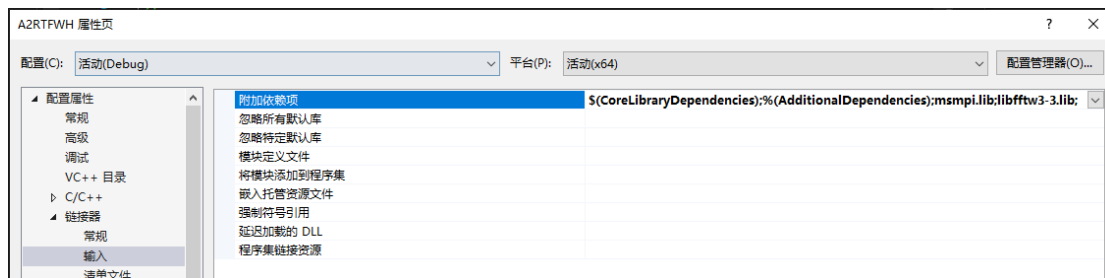 A2RTFWH 属性页 ? ×
配置(C): 活动(Debug) 平台(P): 活动(x64) 配置管理器(O)...
配置属性
常规
高级
调试
VC++ 目录
C/C++
链接器
常规
输入
清单文件
附加依赖项 $(CoreLibraryDependencies);%(AdditionalDependencies);msmpi.lib;libfftw3-3.lib;
忽略所有默认库
忽略特定默认库
模块定义文件
将模块添加到程序集
嵌入托管资源文件
强制符号引用
延迟加载的 DLL
程序集链接资源